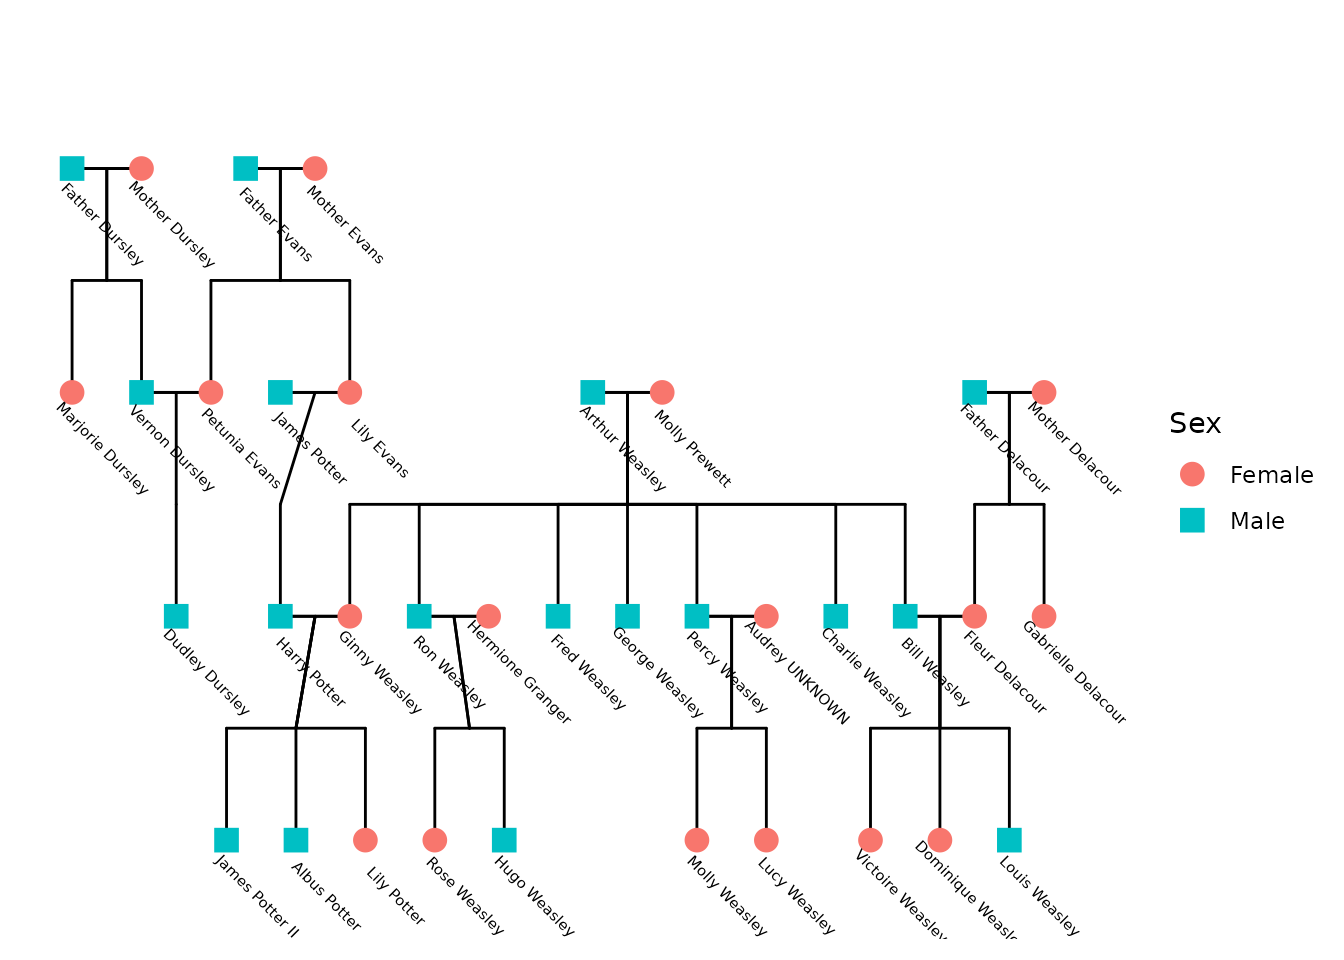 Father Dursley
Mother Dursley
Father Evans
Mother Evans
Marjorie Dursley
Vernon Dursley
Petunia Evans
James Potter
Lily Evans
Arthur Weasley
Molly Prewett
Father Delacour
Mother Delacour
Sex
Female
Male
Dudley Dursley
Harry Potter
Ginny Weasley
Ron Weasley
Hermione Granger
Fred Weasley
George Weasley
Percy Weasley
Audrey UNKNOWN
Charlie Weasley
Bill Weasley
Fleur Delacour
Gabrielle Delacour
James Potter II
Albus Potter
Lily Potter
Rose Weasley
Hugo Weasley
Molly Weasley
Lucy Weasley
Victoire Weasley
Dominique Weasle
Louis Weasley